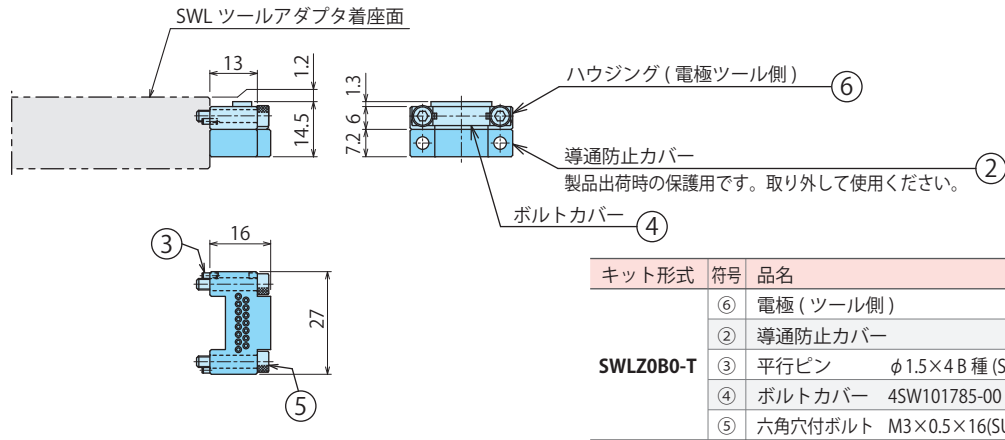 SWL ツールアダプタ着座面
13
1.2
14.5
1.3
6
7.2
ハウジング ( 電極ツール側 )
⑥
導通防止カバー
②
製品出荷時の保護用です。取り外して使用ください。
ボルトカバー
④
③
16
27
⑤
キット形式 符号 品名
⑥ 電極 ( ツール側 )
② 導通防止カバー
SWLZ0B0-T ③ 平行ピン φ1.5×4 B 種 (S
④ ボルトカバー 4SW101785-00
⑤ 六角穴付ボルト M3×0.5×16(SU